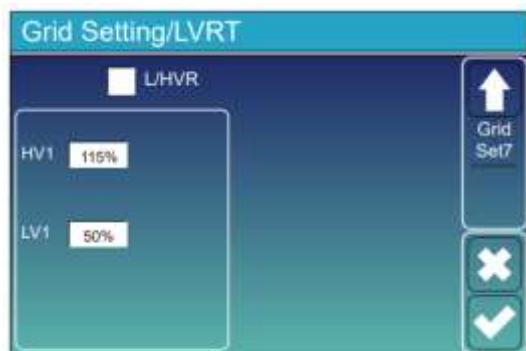 Grid Setting/LVRT
L/HVR
HV1 115%
LV1 50%
Grid
Set7